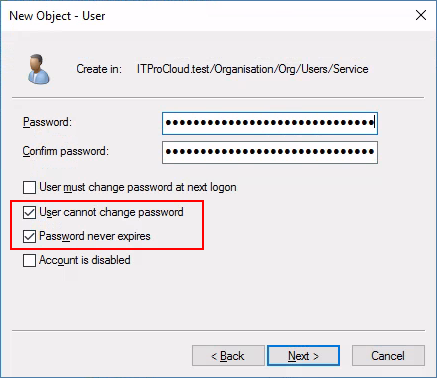 New Object - User
Create in: ITProCloud.test/Organisation/Org/Users/Service
Password:
Confirm password:
User must change password at next logon
User cannot change password
Password never expires
Account is disabled
< Back Next > Cancel